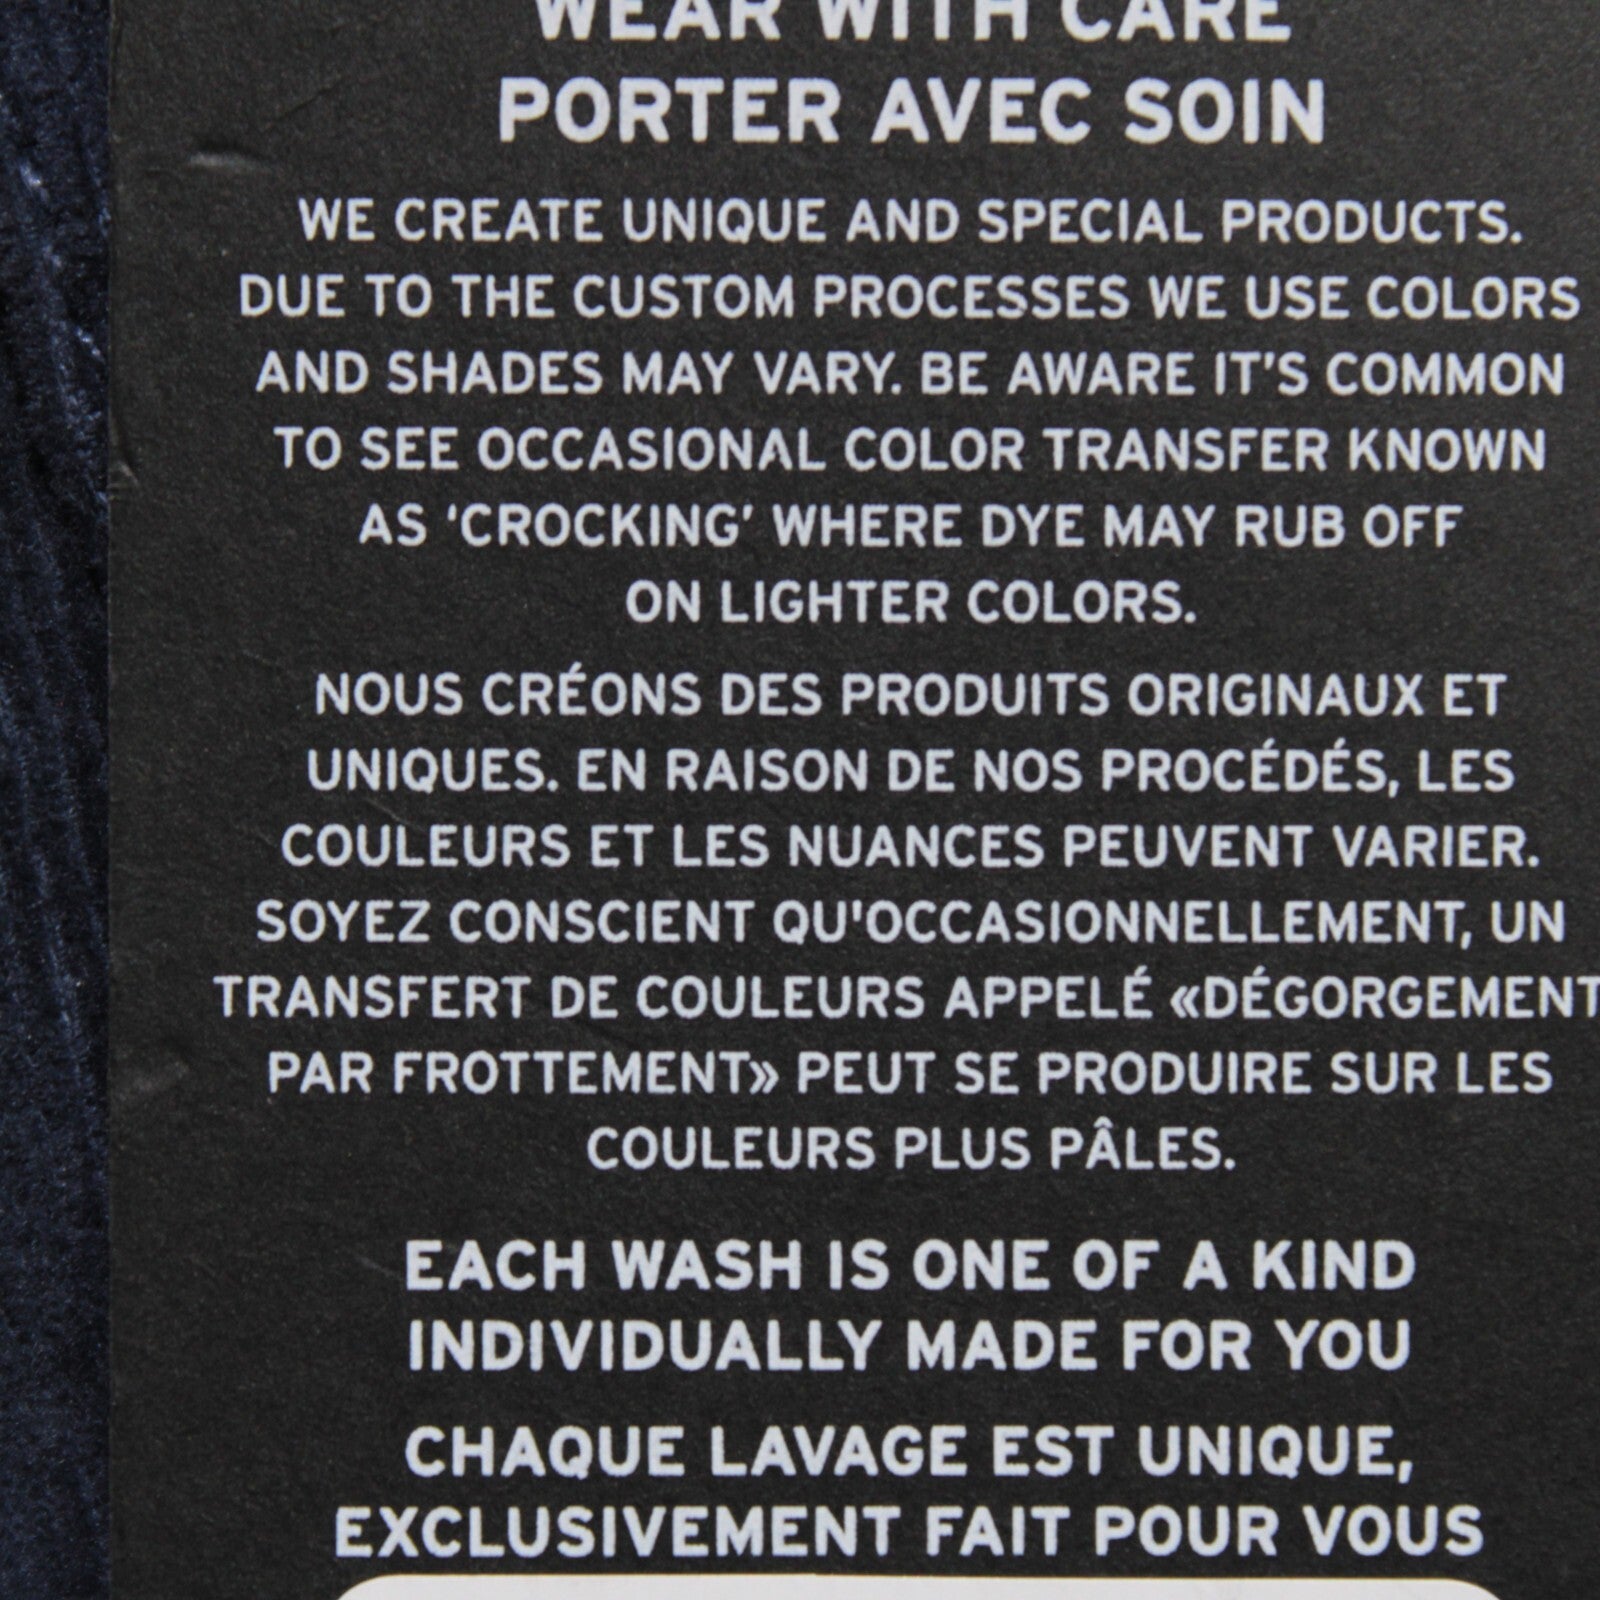 WEAR WITH CARE
PORTER AVEC SOIN
WE CREATE UNIQUE AND SPECIAL PRODUCTS.
DUE TO THE CUSTOM PROCESSES WE USE COLORS
AND SHADES MAY VARY. BE AWARE IT'S COMMON
TO SEE OCCASIONAL COLOR TRANSFER KNOWN
AS ‘CROCKING’ WHERE DYE MAY RUB OFF
ON LIGHTER COLORS.
NOUS CRÉONS DES PRODUITS ORIGINAUX ET
UNIQUES. EN RAISON DE NOS PROCÉDÉS, LES
COULEURS ET LES NUANCES PEUVENT VARIER.
SOYEZ CONSCIENT QU'OCCASIONNELLEMENT, UN
TRANSFERT DE COULEURS APPELÉ «DÉGORGEMENT
PAR FROTTEMENT» PEUT SE PRODUIRE SUR LES
COULEURS PLUS PÂLES.
EACH WASH IS ONE OF A KIND
INDIVIDUALLY MADE FOR YOU
CHAQUE LAVAGE EST UNIQUE,
EXCLUSIVEMENT FAIT POUR VOUS